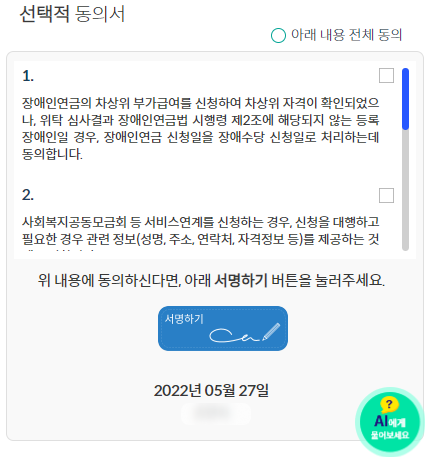 선택적 동의서
아래 내용 전체 동의
1.
장애인연금의 차상위 부가급여를 신청하여 차상위 자격이 확인되었으
나, 위탁 심사결과 장애인연금법 시행령 제2조에 해당되지 않는 등록
장애인일 경우, 장애인연금 신청일을 장애수당 신청일로 처리하는데
동의합니다.
2.
사회복지공동모금회 등 서비스연계를 신청하는 경우, 신청을 대행하고
필요한 경우 관련 정보(성명, 주소, 연락처, 자격정보 등)를 제공하는 것
위 내용에 동의하신다면, 아래 서명하기 버튼을 눌러주세요.
서명하기
2022년 05월 27일
?
AI에게
물어보세요